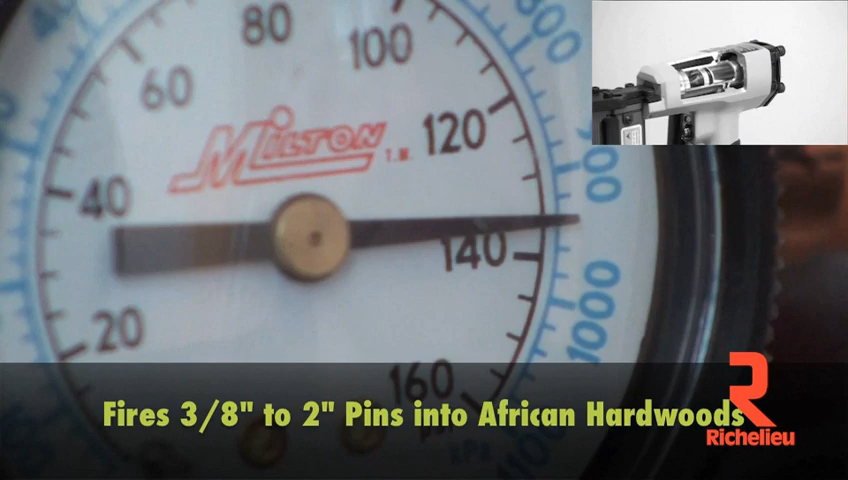 80
100
60
MILTON
T.M.
120
40
140
20
1000
160
Fires 3/8" to 2" Pins into African Hardwoods
R
Richelieu